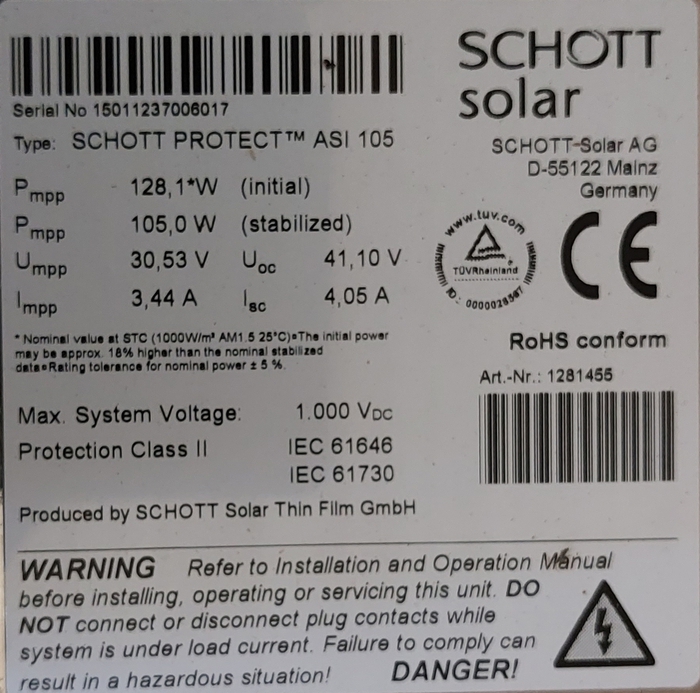 SCHOTT
solar
Serial No 15011237006017
Type: SCHOTT PROTECT™ ASI 105
SCHOTT-Solar AG
D-55122 Mainz
Germany
Pmpp 128,1*W (initial)
Pmpp 105,0 W (stabilized)
Umpp 30,53 V Uoc 41,10 V
Impp 3,44 A Isc 4,05 A
www.tuv.com
TÜVRheinland
CE
* Nominal value at STC (1000W/m² AM1.5 25°C)▫The initial power
may be approx. 18% higher than the nominal stabilized
data▫Rating tolerance for nominal power ± 5 %.
RoHS conform
Art.-Nr.: 1281455
Max. System Voltage: 1.000 VDC
Protection Class II IEC 61646
IEC 61730
Produced by SCHOTT Solar Thin Film GmbH
WARNING Refer to Installation and Operation Manual
before installing, operating or servicing this unit. DO
NOT connect or disconnect plug contacts while
system is under load current. Failure to comply can
result in a hazardous situation! DANGER!